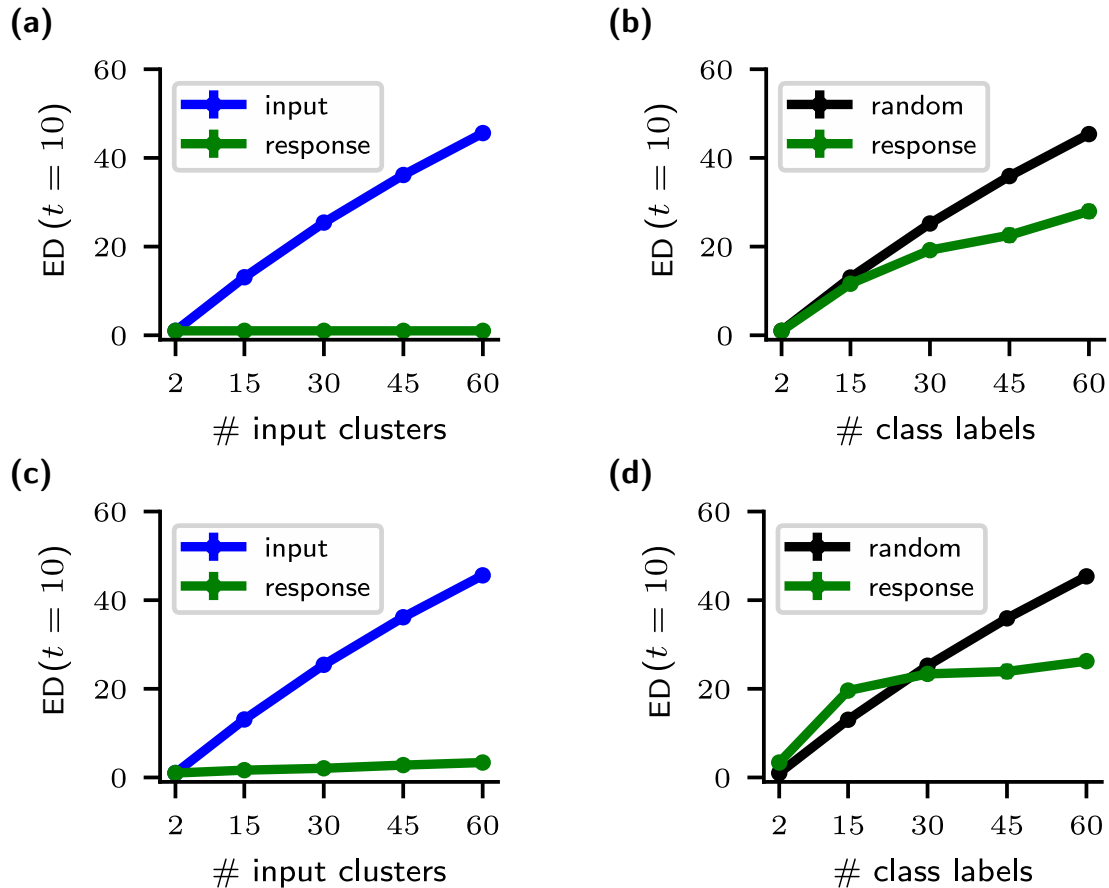 (a)
ED (t = 10)
60
40
20
0
input
response
2 15 30 45 60
# input clusters
(b)
ED (t = 10)
60
40
20
0
random
response
2 15 30 45 60
# class labels
(c)
ED (t = 10)
60
40
20
0
input
response
2 15 30 45 60
# input clusters
(d)
ED (t = 10)
60
40
20
0
random
response
2 15 30 45 60
# class labels